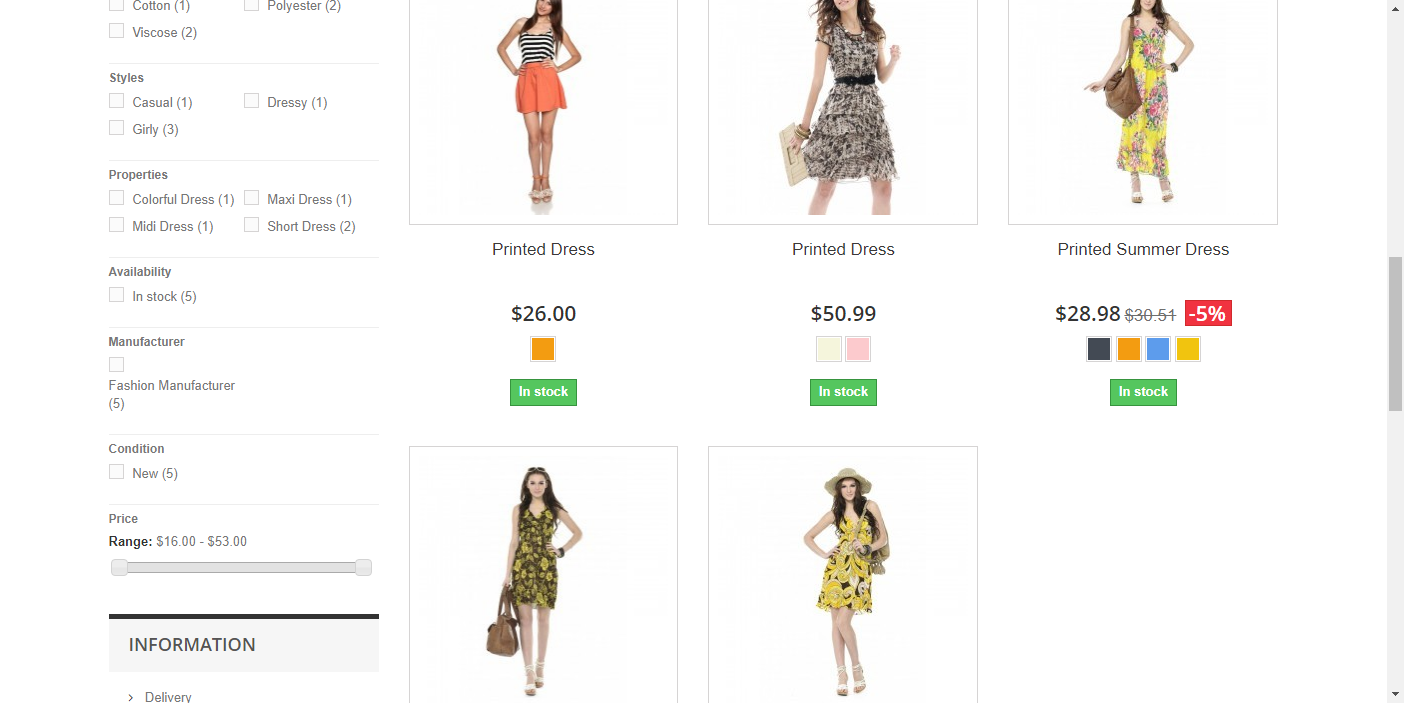 Cotton (1)
Polyester (2)
Viscose (2)
Styles
Casual (1)
Dressy (1)
Girly (3)
Properties
Colorful Dress (1)
Maxi Dress (1)
Midi Dress (1)
Short Dress (2)
Availability
In stock (5)
Manufacturer
Fashion Manufacturer
(5)
Condition
New (5)
Price
Range: $16.00 - $53.00
INFORMATION
Delivery
Printed Dress
$26.00
In stock
Printed Dress
$50.99
In stock
Printed Summer Dress
$28.98 $30.51 -5%
In stock